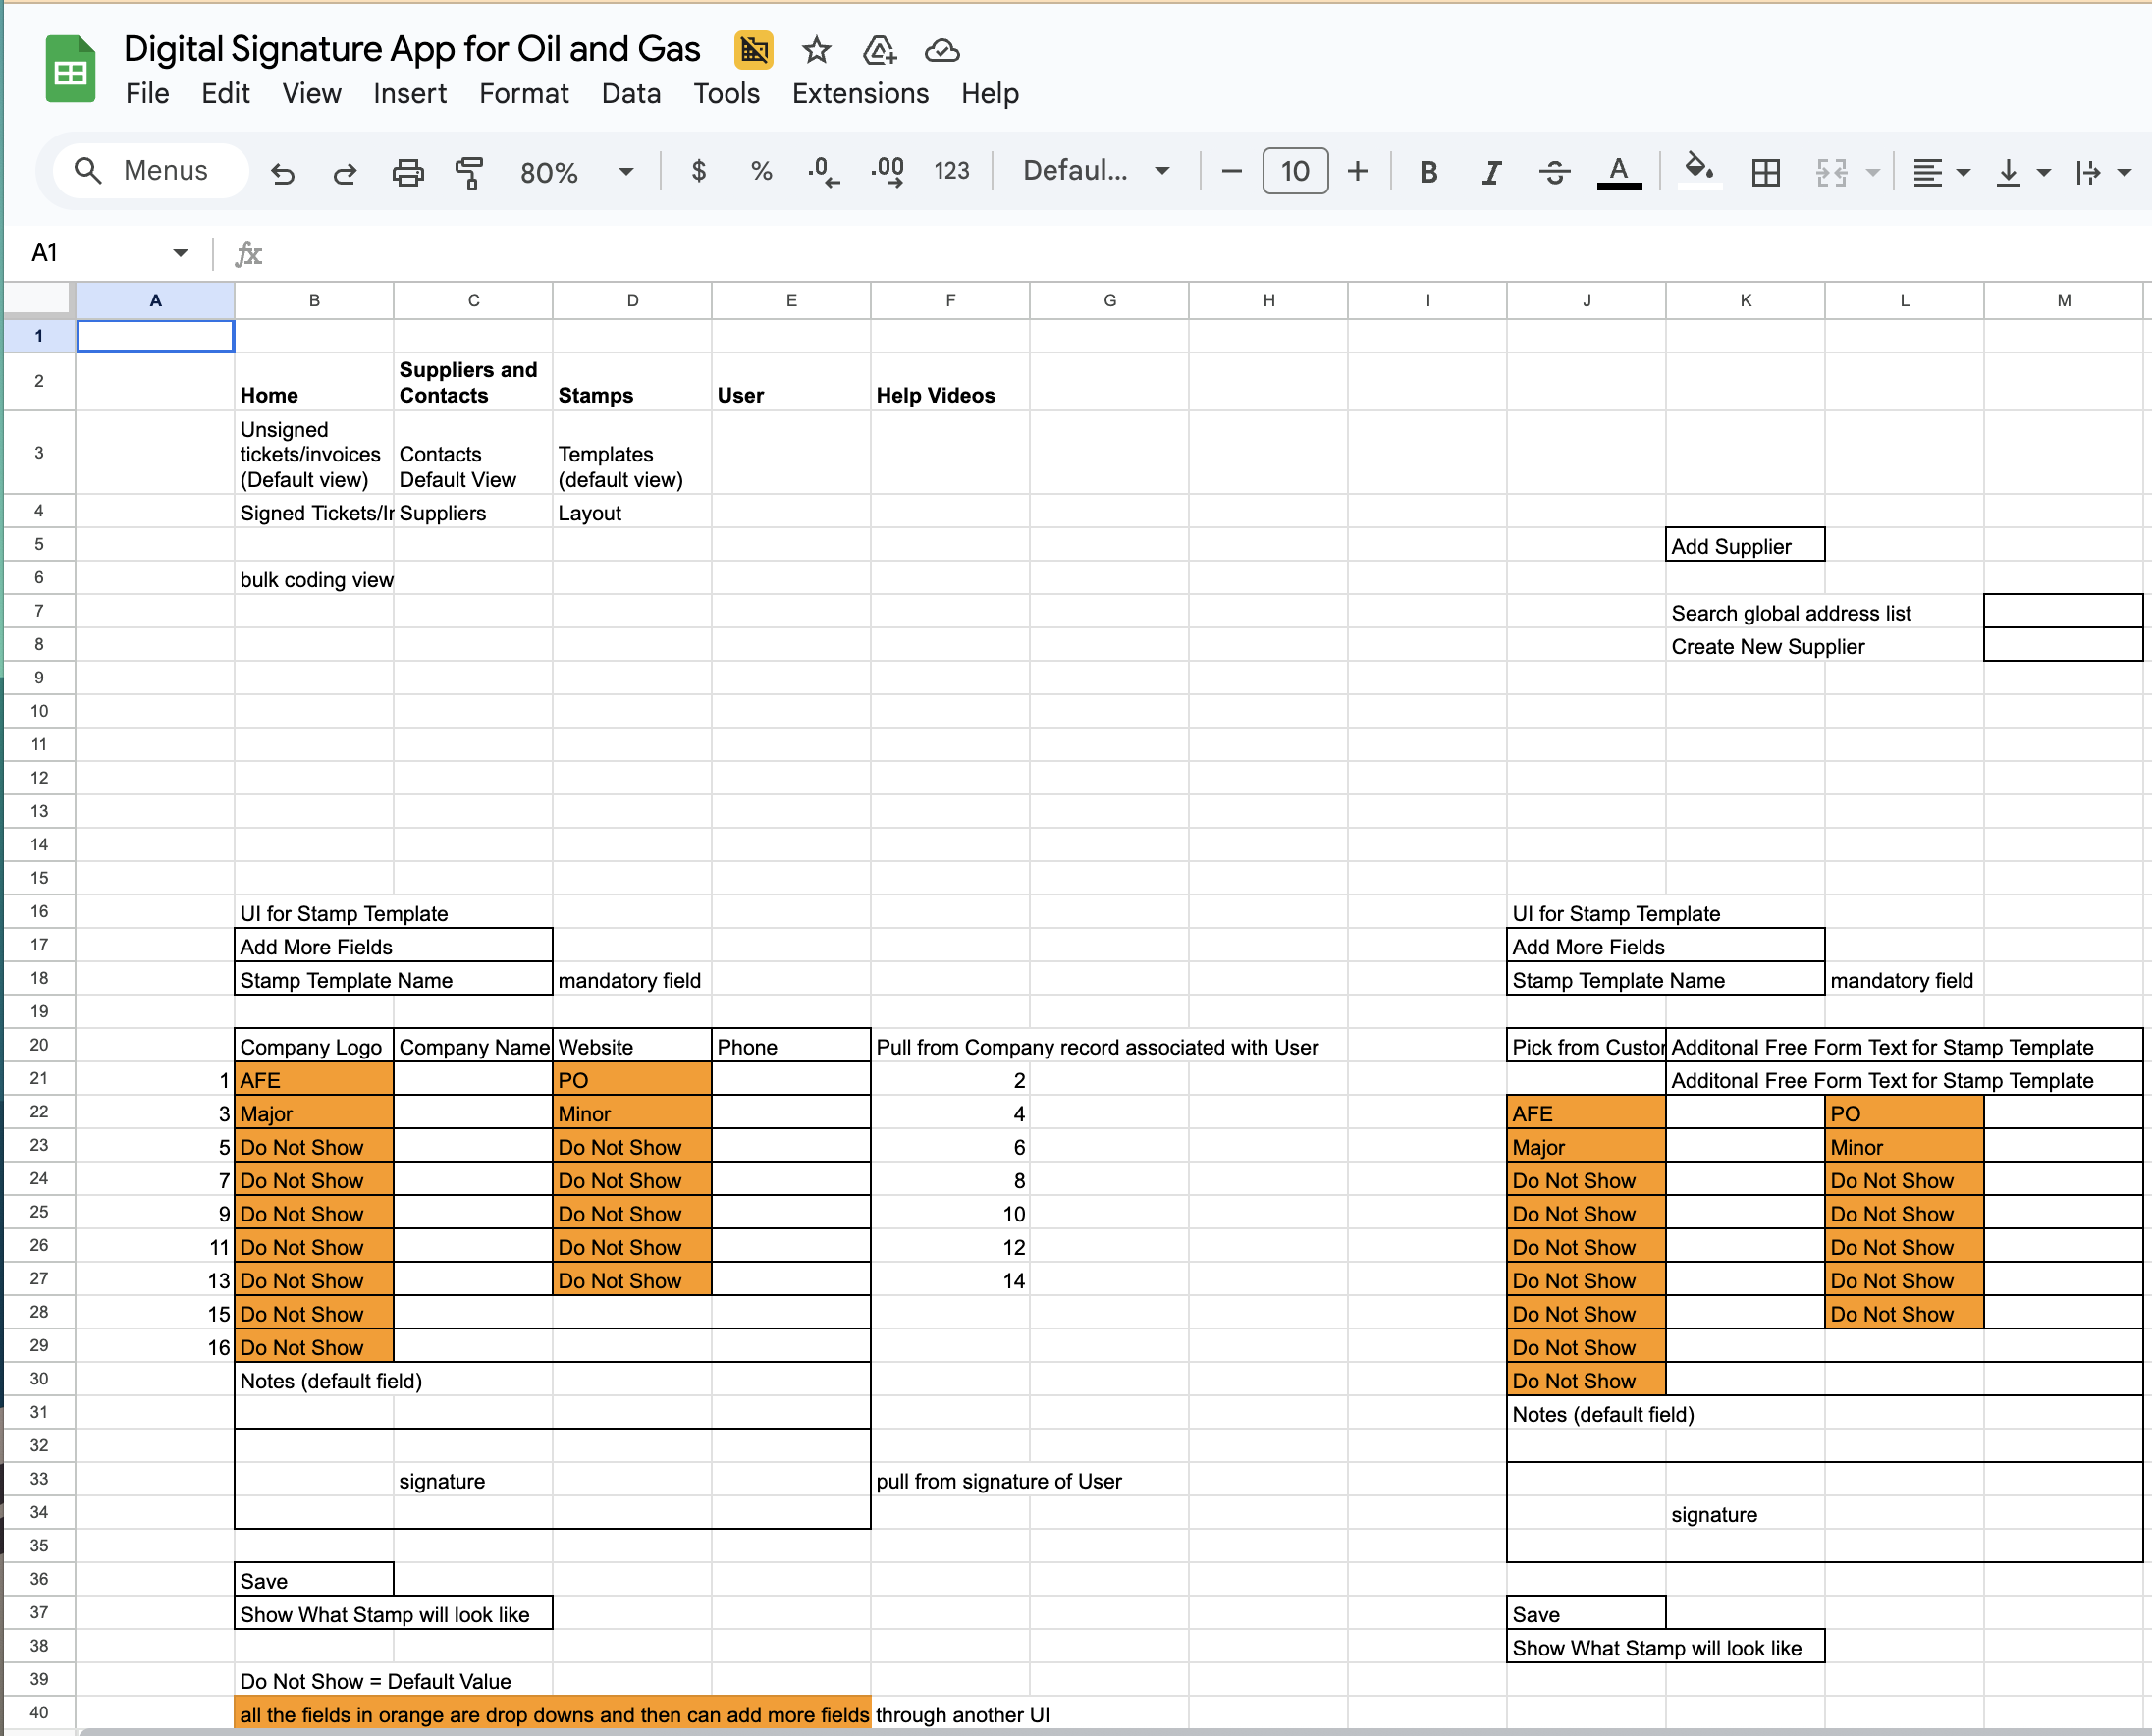 Digital Signature App for Oil and Gas
File Edit View Insert Format Data Tools Extensions Help
Menus 80% $ % .0 .00 123 Defaul... 10 B I A
A1 fx
A B C D E F G H I J K L M
1
2 Home Suppliers and Contacts Stamps User Help Videos
3 Unsigned tickets/invoices (Default view) Contacts Default View Templates (default view)
4 Signed Tickets/Ir Suppliers Layout
5 Add Supplier
6 bulk coding view
7 Search global address list
8 Create New Supplier
9
10
11
12
13
14
15
16 UI for Stamp Template UI for Stamp Template
17 Add More Fields Add More Fields
18 Stamp Template Name mandatory field Stamp Template Name mandatory field
19
20 Company Logo Company Name Website Phone Pull from Company record associated with User Pick from Custor Additonal Free Form Text for Stamp Template
21 1 AFE PO 2 Additonal Free Form Text for Stamp Template
22 3 Major Minor 4 AFE PO
23 5 Do Not Show Do Not Show 6 Major Minor
24 7 Do Not Show Do Not Show 8 Do Not Show Do Not Show
25 9 Do Not Show Do Not Show 10 Do Not Show Do Not Show
26 11 Do Not Show Do Not Show 12 Do Not Show Do Not Show
27 13 Do Not Show Do Not Show 14 Do Not Show Do Not Show
28 15 Do Not Show Do Not Show Do Not Show
29 16 Do Not Show Do Not Show
30 Notes (default field) Do Not Show
31 Notes (default field)
32
33 signature pull from signature of User
34 signature
35
36 Save
37 Show What Stamp will look like Save
38 Show What Stamp will look like
39 Do Not Show = Default Value
40 all the fields in orange are drop downs and then can add more fields through another UI